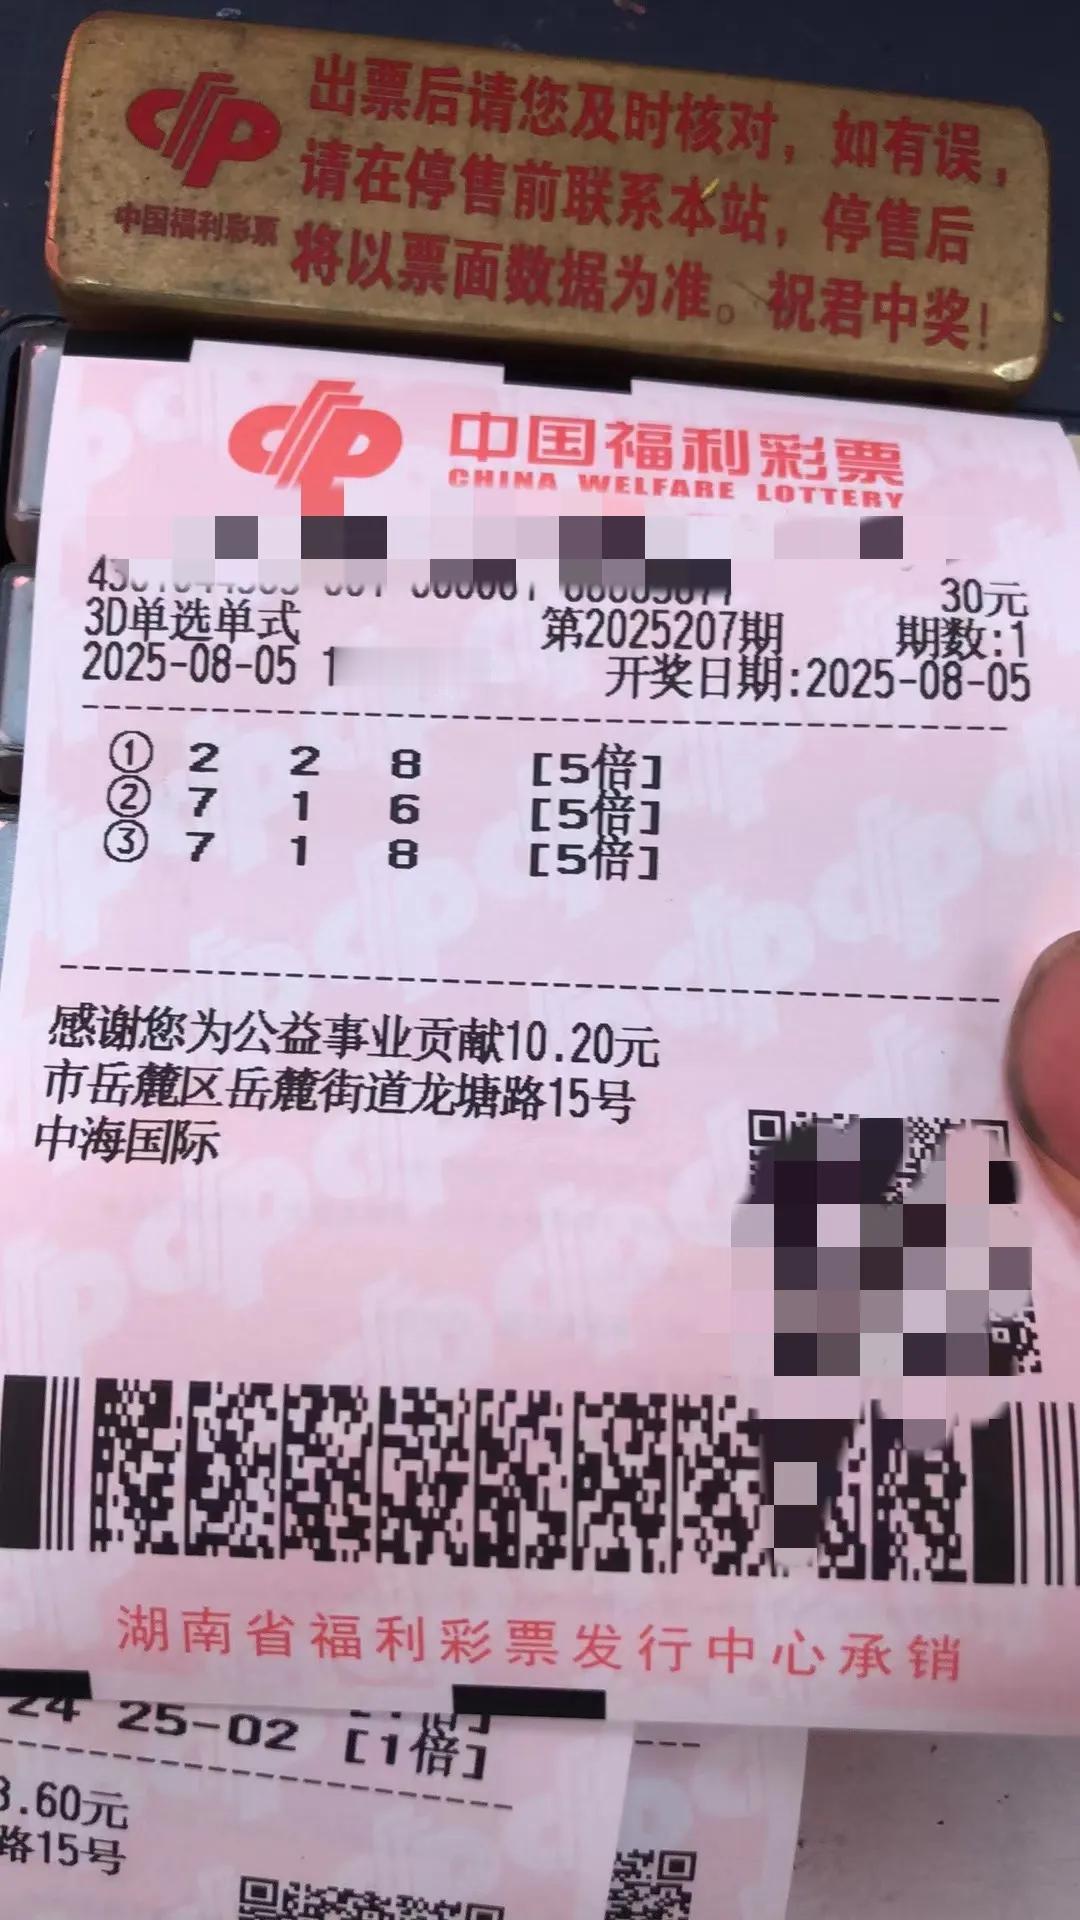 出票后请您及时核对，如有误，
请在停售前联系本站，停售后
将以票面数据为准。祝君中奖！
中国福利彩票
中国福利彩票
CHINA WELFARE LOTTERY
30元
3D单选单式 第2025207期 期数:1
2025-08-05 1 开奖日期:2025-08-05
① 2 2 8 [5倍]
② 7 1 6 [5倍]
③ 7 1 8 [5倍]
感谢您为公益事业贡献10.20元
市岳麓区岳麓街道龙塘路15号
中海国际
湖南省福利彩票发行中心承销
24 25-02 [1倍]
3.60元
路15号